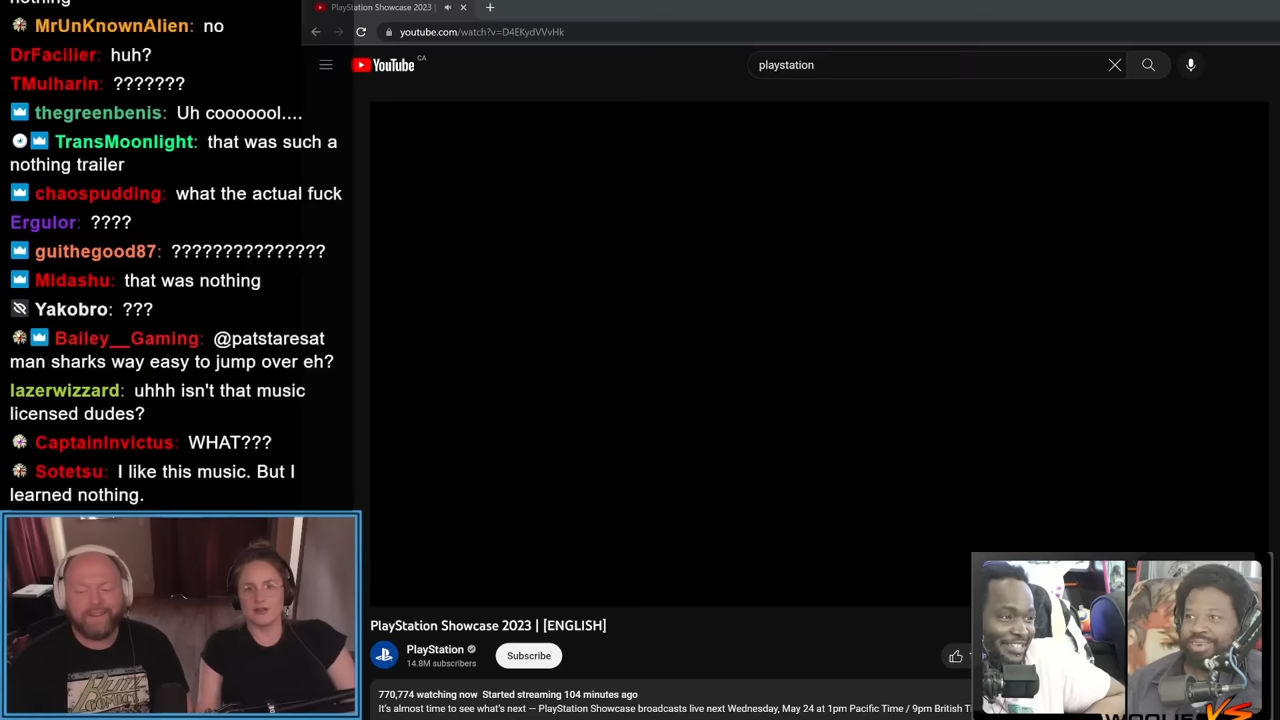 nothing
MrUnKnownAlien: no
DrFacilier: huh?
TMulharin: ???????
thegreenbenis: Uh cooooool....
TransMoonlight: that was such a
nothing trailer
chaospudding: what the actual fuck
Ergulor: ????
guithegood87: ???????????????
Midashu: that was nothing
Yakobro: ???
Bailey__Gaming: @patstaresat
man sharks way easy to jump over eh?
lazerwizzard: uhhh isn't that music
licensed dudes?
CaptainInvictus: WHAT???
Sotetsu: I like this music. But I
learned nothing.
PlayStation Showcase 2023 |
youtube.com/watch?v=D4EKydVVvHk
YouTube CA
playstation
PlayStation Showcase 2023 | [ENGLISH]
PlayStation
14.8M subscribers
Subscribe
770,774 watching now Started streaming 104 minutes ago
It's almost time to see what's next — PlayStation Showcase broadcasts live next Wednesday, May 24 at 1pm Pacific Time / 9pm British T
VS